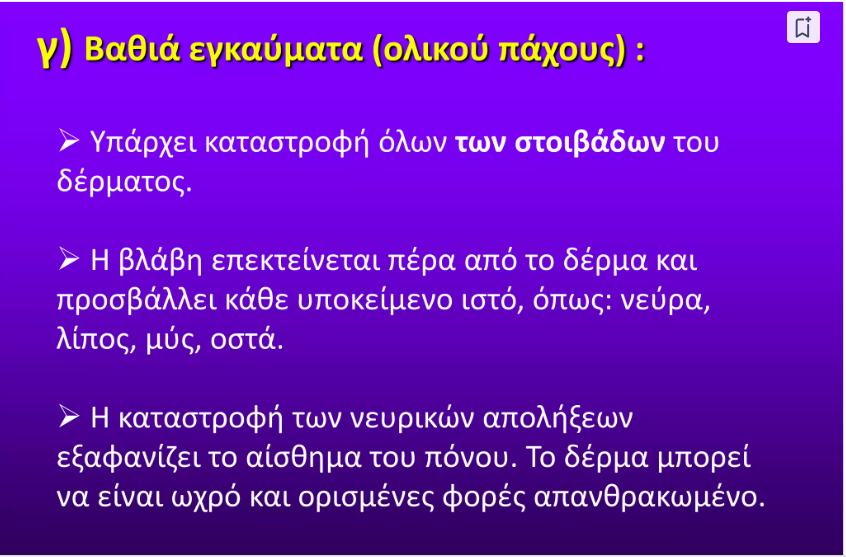 γ) Βαθιά εγκαύματα (ολικού πάχους) :
➢ Υπάρχει καταστροφή όλων των στοιβάδων του
δέρματος.
➢ Η βλάβη επεκτείνεται πέρα από το δέρμα και
προσβάλλει κάθε υποκείμενο ιστό, όπως: νεύρα,
λίπος, μύς, οστά.
➢ Η καταστροφή των νευρικών απολήξεων
εξαφανίζει το αίσθημα του πόνου. Το δέρμα μπορεί
να είναι ωχρό και ορισμένες φορές απανθρακωμένο.